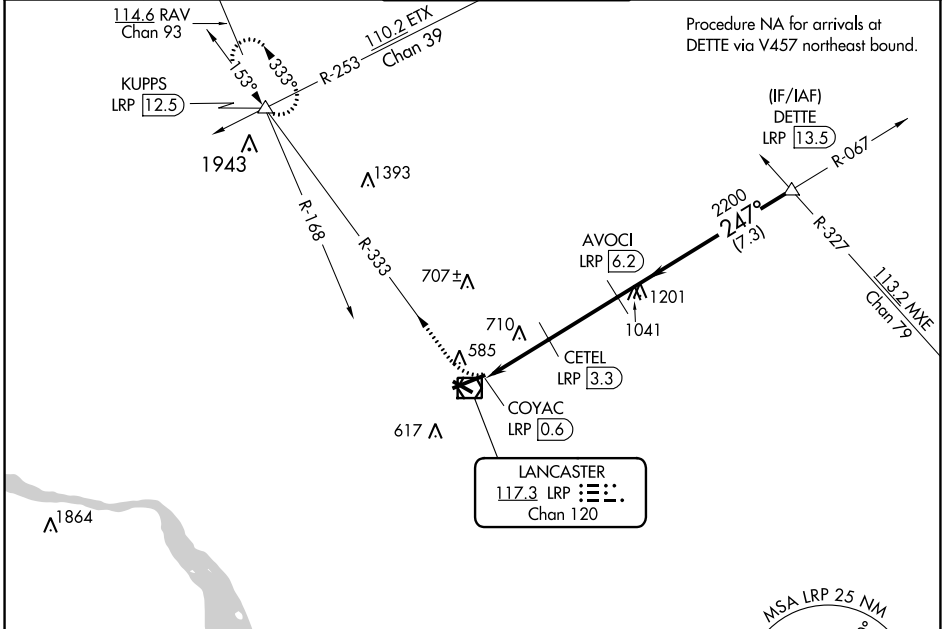 114.6 RAV
Chan 93
110.2 ETX
Chan 39
R-253
153°
333°
KUPPS
LRP 12.5
1943
1393
R-168
R-333
Procedure NA for arrivals at
DETTE via V457 northeast bound.
(IF/IAF)
DETTE
LRP 13.5
R-067
2200
247°
(7.3)
R-327
113.2 MXE
Chan 79
AVOCI
LRP 6.2
1201
1041
707±
710
585
CETEL
LRP 3.3
COYAC
LRP 0.6
617
LANCASTER
117.3 LRP
Chan 120
1864
MSA LRP 25 NM